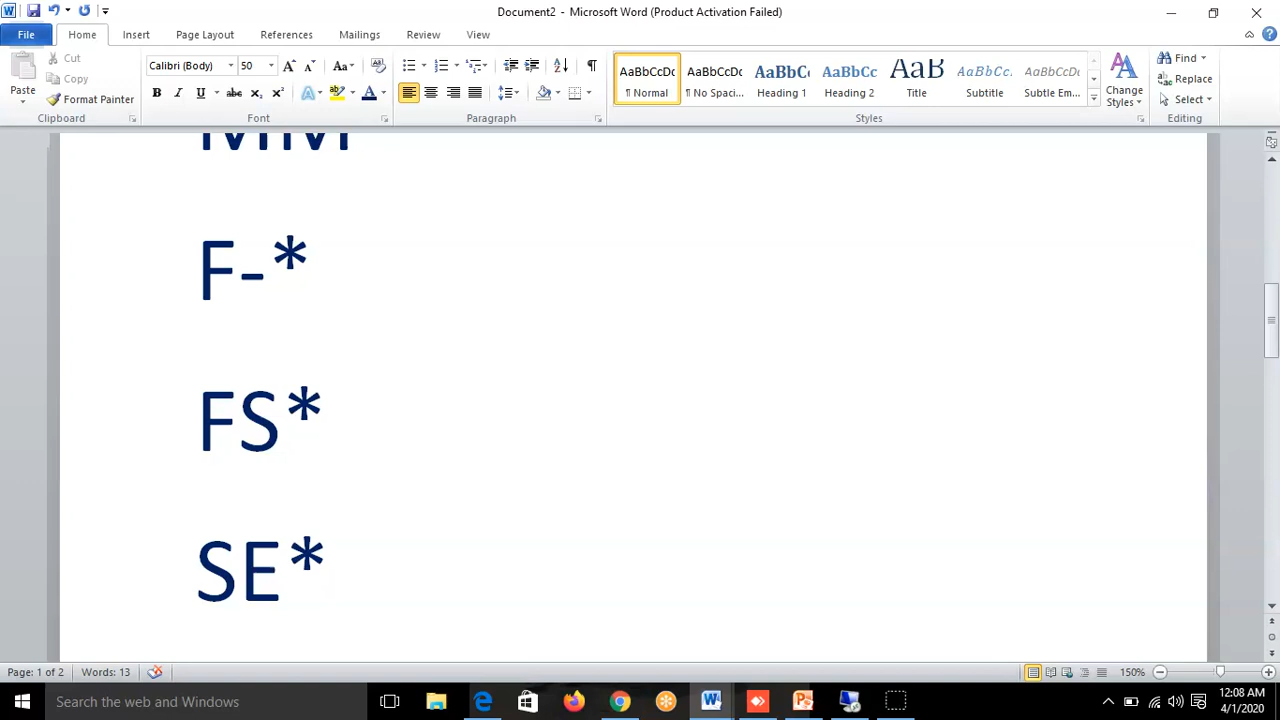 Document2 - Microsoft Word (Product Activation Failed)
File Home Insert Page Layout References Mailings Review View
Paste
Cut
Copy
Format Painter
Clipboard
Calibri (Body) 50
Font
Paragraph
AaBbCcDc AaBbCcDc AaBbC AaBbCc AaB AaBbCc. AaBbCcDc
¶ Normal ¶ No Spaci... Heading 1 Heading 2 Title Subtitle Subtle Em...
Styles
Change Styles
Find
Replace
Select
Editing
MM
F-*
FS*
SE*
Page: 1 of 2 Words: 13 150%
Search the web and Windows
12:08 AM
4/1/2020